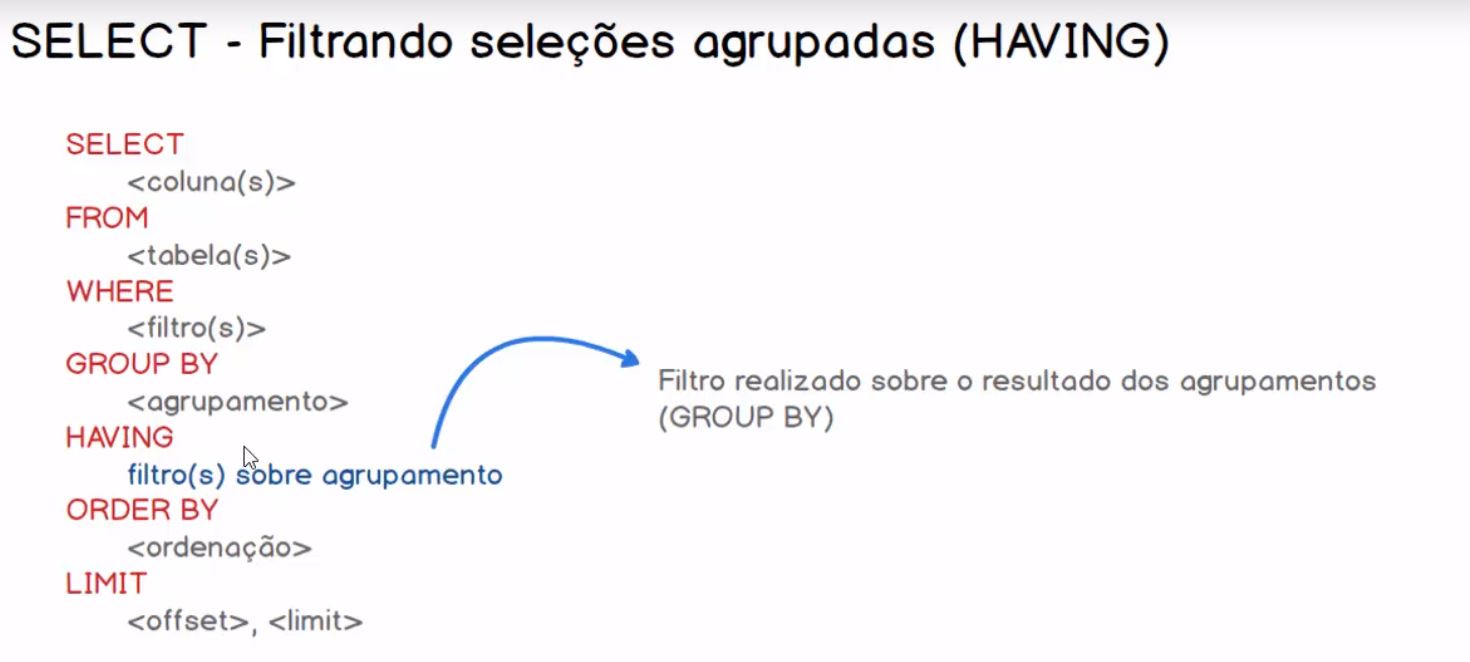 SELECT - Filtrando seleções agrupadas (HAVING)
SELECT
<coluna(s)>
FROM
<tabela(s)>
WHERE
<filtro(s)>
GROUP BY
<agrupamento>
HAVING
filtro(s) sobre agrupamento
ORDER BY
<ordenação>
LIMIT
<offset>, <limit>
Filtro realizado sobre o resultado dos agrupamentos
(GROUP BY)